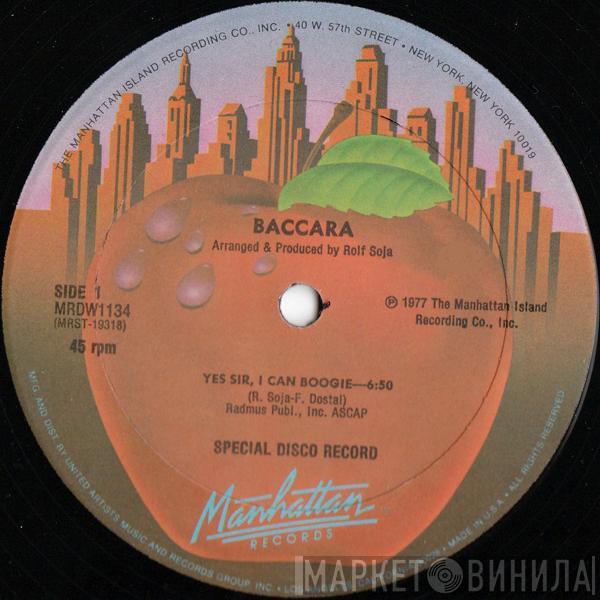 THE MANHATTAN ISLAND RECORDING CO., INC. • 40 W. 57th STREET • NEW YORK, NEW YORK 10019
BACCARA
Arranged & Produced by Rolf Soja
SIDE 1
MRDW1134
(MRST-19318)
45 rpm
℗ 1977 The Manhattan Island
Recording Co., Inc.
YES SIR, I CAN BOOGIE—6:50
(R. Soja-F. Dostal)
Radmus Publ., Inc. ASCAP
SPECIAL DISCO RECORD
Manhattan
RECORDS
MFG AND DIST BY UNITED ARTISTS MUSIC AND RECORDS GROUP INC. • LOS MADE IN U.S.A. • ALL RIGHTS RESERVED
МАРКЕТ ВИНИЛА